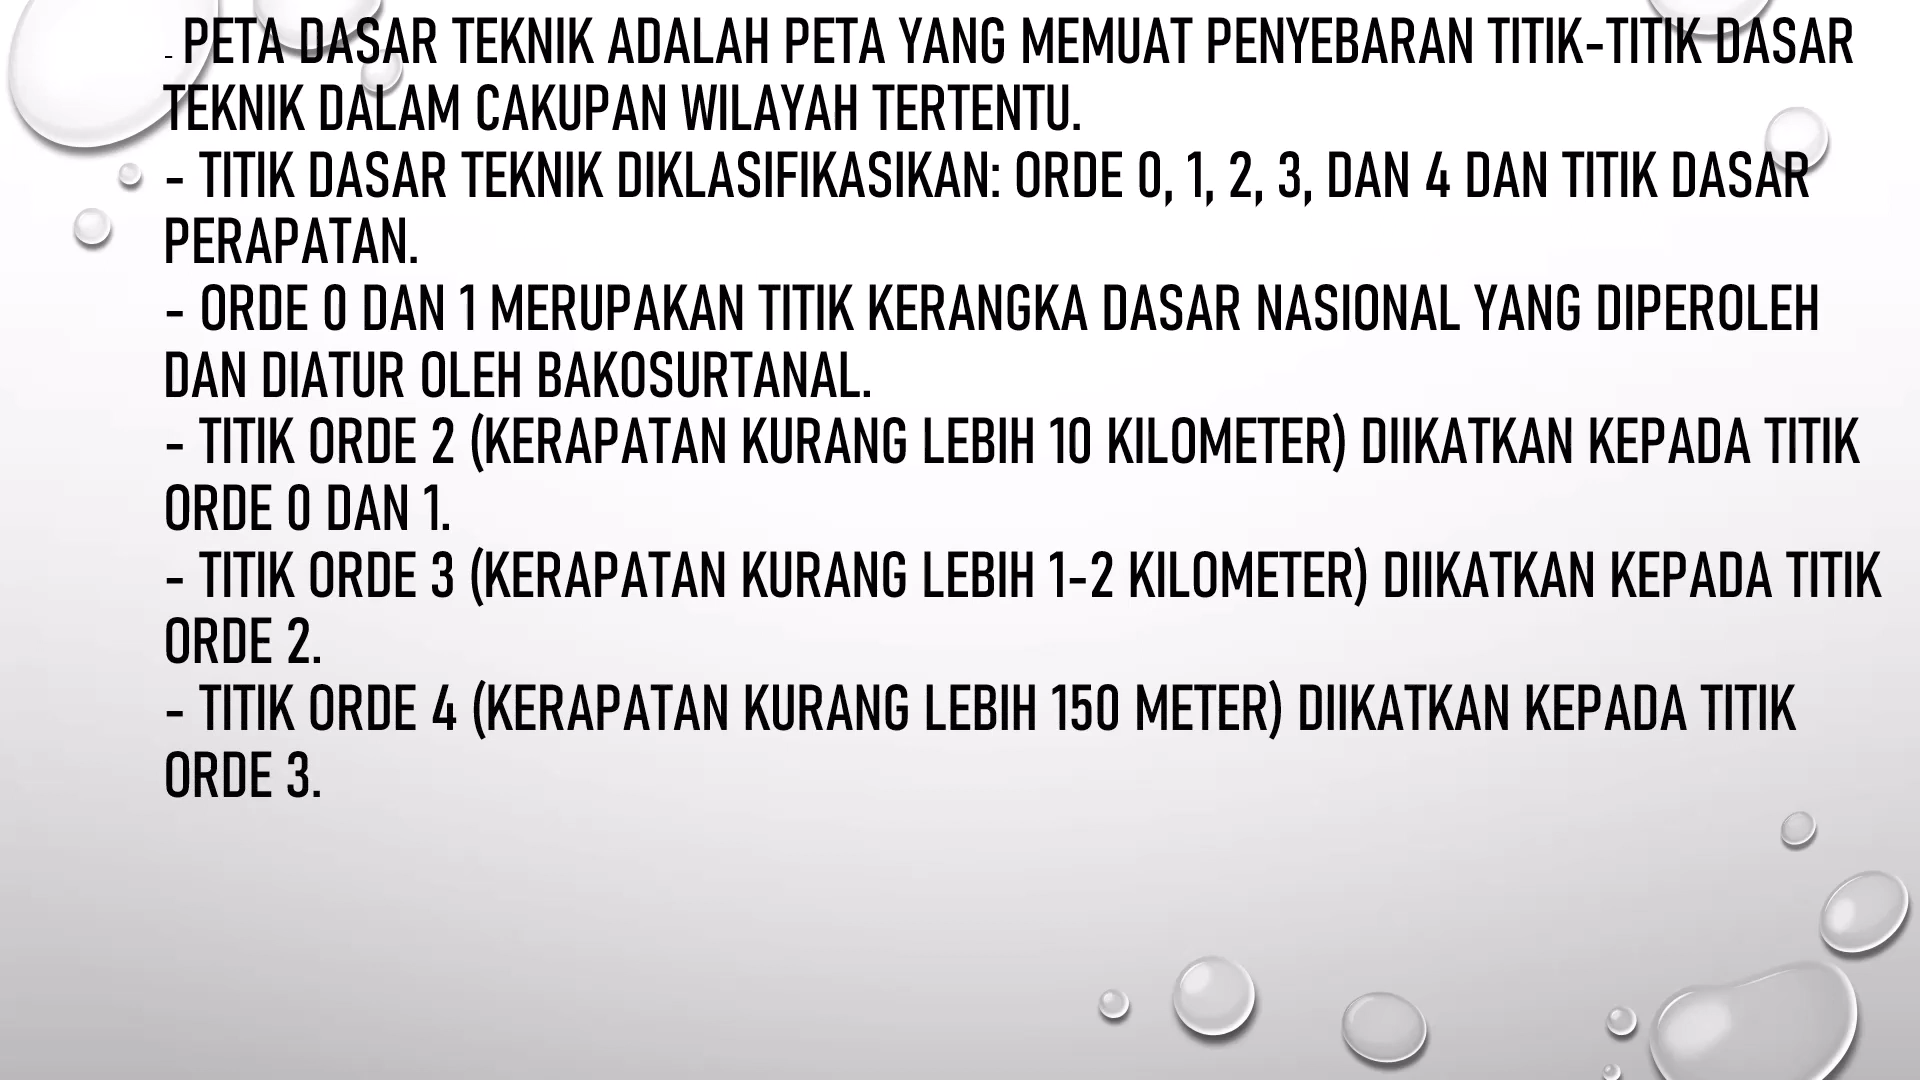 - PETA DASAR TEKNIK ADALAH PETA YANG MEMUAT PENYEBARAN TITIK-TITIK DASAR
TEKNIK DALAM CAKUPAN WILAYAH TERTENTU.
- TITIK DASAR TEKNIK DIKLASIFIKASIKAN: ORDE 0, 1, 2, 3, DAN 4 DAN TITIK DASAR
PERAPATAN.
- ORDE 0 DAN 1 MERUPAKAN TITIK KERANGKA DASAR NASIONAL YANG DIPEROLEH
DAN DIATUR OLEH BAKOSURTANAL.
- TITIK ORDE 2 (KERAPATAN KURANG LEBIH 10 KILOMETER) DIIKATKAN KEPADA TITIK
ORDE 0 DAN 1.
- TITIK ORDE 3 (KERAPATAN KURANG LEBIH 1-2 KILOMETER) DIIKATKAN KEPADA TITIK
ORDE 2.
- TITIK ORDE 4 (KERAPATAN KURANG LEBIH 150 METER) DIIKATKAN KEPADA TITIK
ORDE 3.